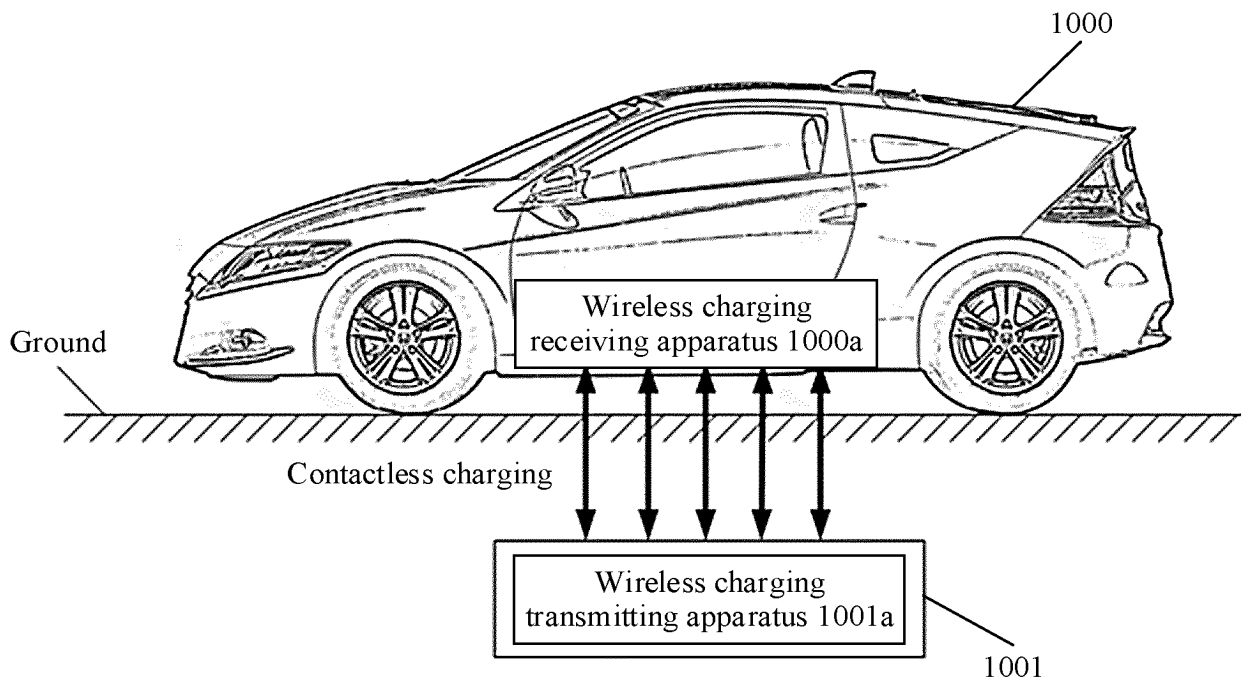 1000
Wireless charging
receiving apparatus 1000a
Ground
Contactless charging
Wireless charging
transmitting apparatus 1001a
1001